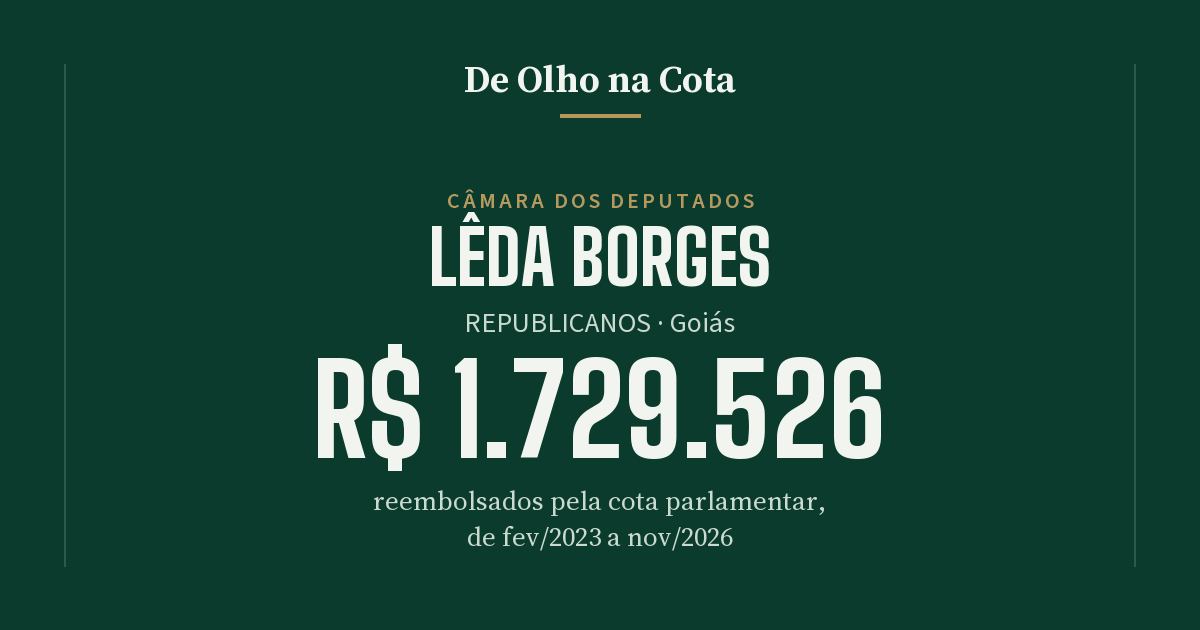 De Olho na Cota
CÂMARA DOS DEPUTADOS
LÊDA BORGES
REPUBLICANOS · Goiás
R$ 1.729.526
reembolsados pela cota parlamentar,
de fev/2023 a nov/2026